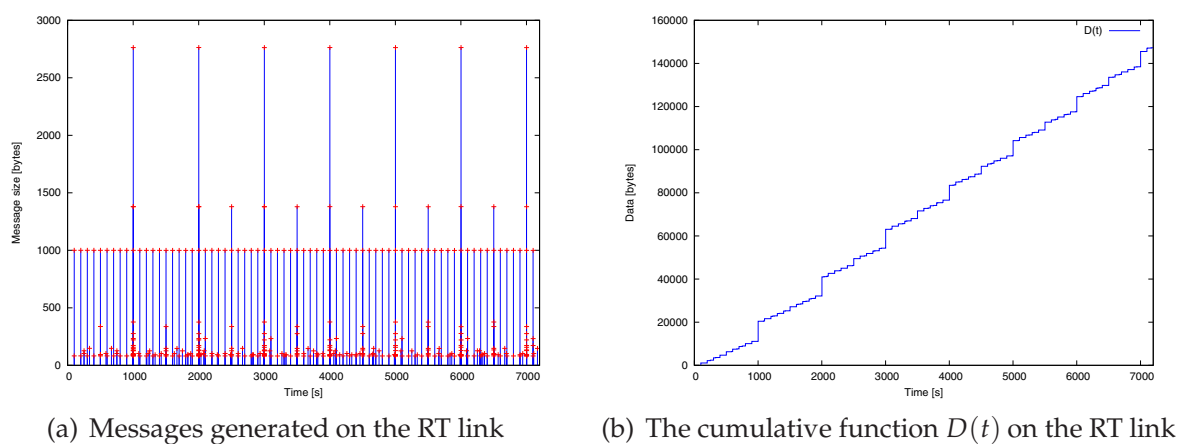 3000
2500
2000
1500
1000
500
0
Message size [bytes]
0 1000 2000 3000 4000 5000 6000 7000
Time [s]
(a) Messages generated on the RT link
160000
140000
120000
100000
80000
60000
40000
20000
0
Data [bytes]
D(t)
0 1000 2000 3000 4000 5000 6000 7000
Time [s]
(b) The cumulative function D(t) on the RT link